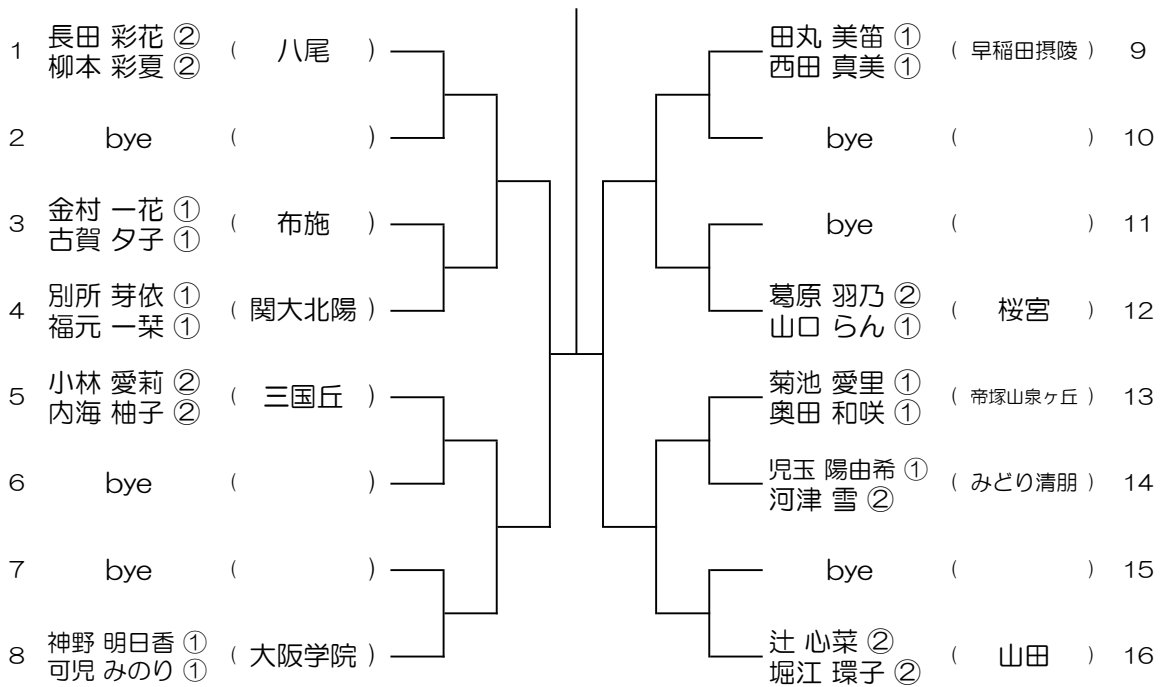 1 長田 彩花 ② ( 八尾 )
柳本 彩夏 ②
2 bye ( )
3 金村 一花 ① ( 布施 )
古賀 夕子 ①
4 別所 芽依 ① ( 関大北陽 )
福元 一栞 ①
5 小林 愛莉 ② ( 三国丘 )
内海 柚子 ②
6 bye ( )
7 bye ( )
8 神野 明日香 ① ( 大阪学院 )
可児 みのり ①
田丸 美笛 ① ( 早稲田摂陵 ) 9
西田 真美 ①
bye ( ) 10
bye ( ) 11
葛原 羽乃 ② ( 桜宮 ) 12
山口 らん ①
菊池 愛里 ① ( 帝塚山泉ヶ丘 ) 13
奥田 和咲 ①
児玉 陽由希 ① ( みどり清朋 ) 14
河津 雪 ②
bye ( ) 15
辻 心菜 ② ( 山田 ) 16
堀江 環子 ②